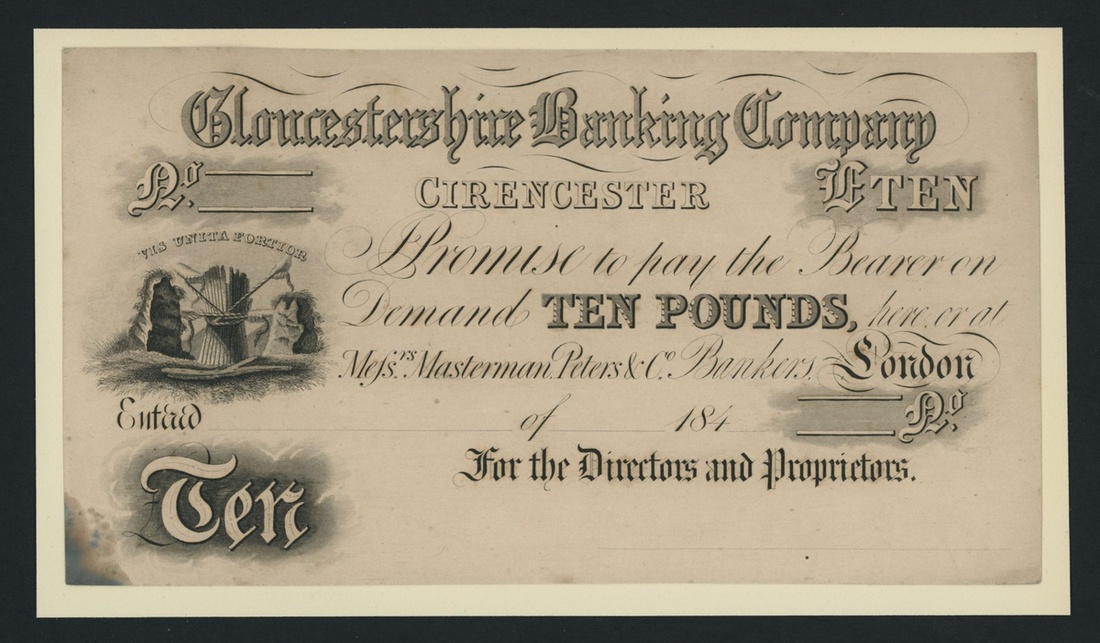 Gloucestershire Banking Company
No.
CIRENCESTER
£TEN
VIS UNITA FORTIOR
I Promise to pay the Bearer on
Demand TEN POUNDS, here, or at
Messrs. Masterman, Peters & Co. Bankers, London
Entred of 184 No.
For the Directors and Proprietors.
£ Ten